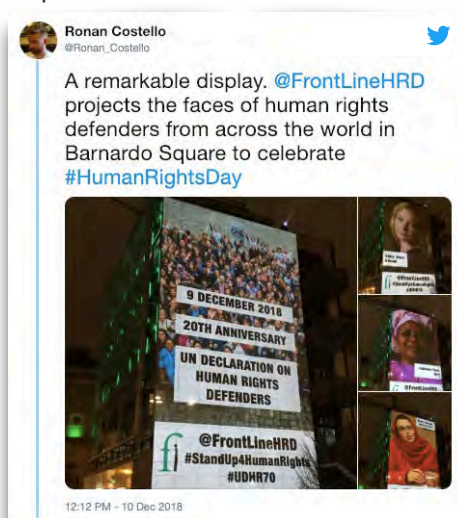 Ronan Costello
@Ronan_Costello
A remarkable display. @FrontLineHRD
projects the faces of human rights
defenders from across the world in
Barnardo Square to celebrate
#HumanRightsDay
9 DECEMBER 2018
20TH ANNIVERSARY
UN DECLARATION ON
HUMAN RIGHTS
DEFENDERS
@FrontLineHRD
#StandUp4HumanRights
#UDHR70
@FrontLineHRD
@FrontLineHRD
12:12 PM - 10 Dec 2018